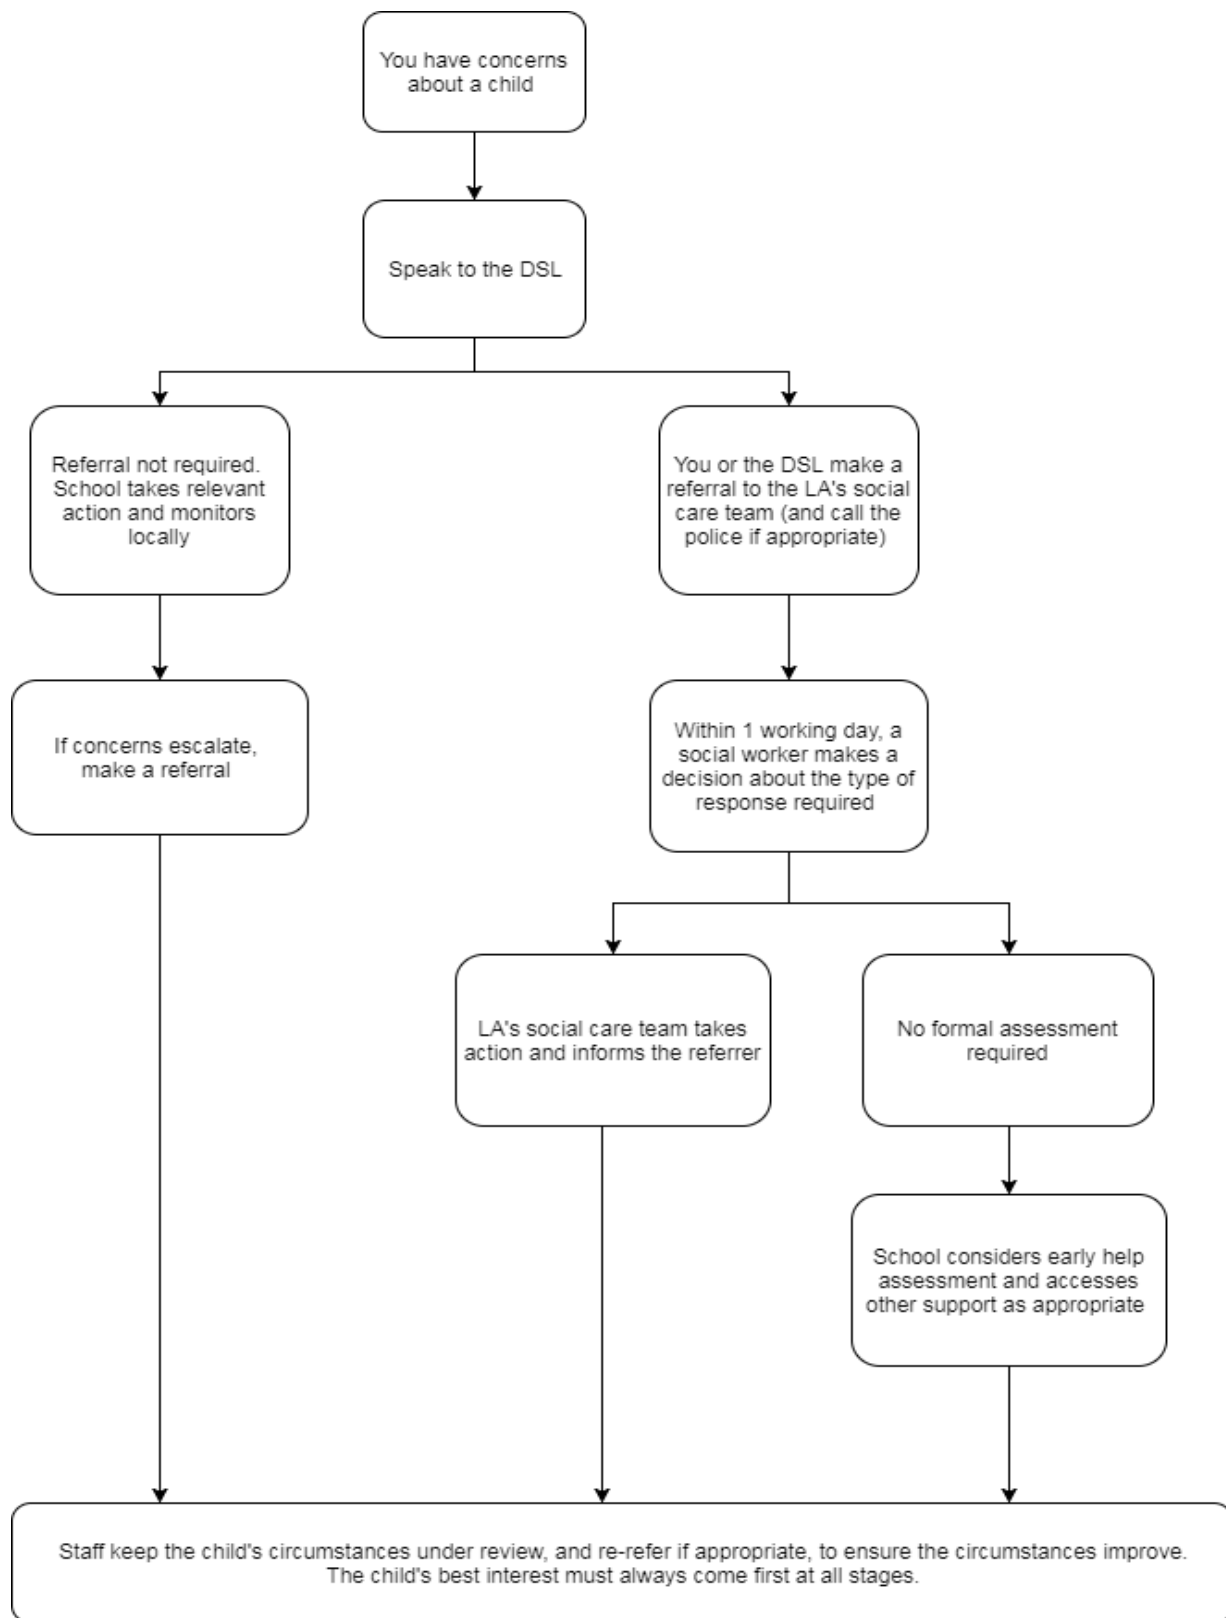 You have concerns
about a child
Speak to the DSL
Referral not required.
School takes relevant
action and monitors
locally
You or the DSL make a
referral to the LA's social
care team (and call the
police if appropriate)
If concerns escalate,
make a referral
Within 1 working day, a
social worker makes a
decision about the type of
response required
LA's social care team takes
action and informs the referrer
No formal assessment
required
School considers early help
assessment and accesses
other support as appropriate
Staff keep the child's circumstances under review, and re-refer if appropriate, to ensure the circumstances improve.
The child's best interest must always come first at all stages.